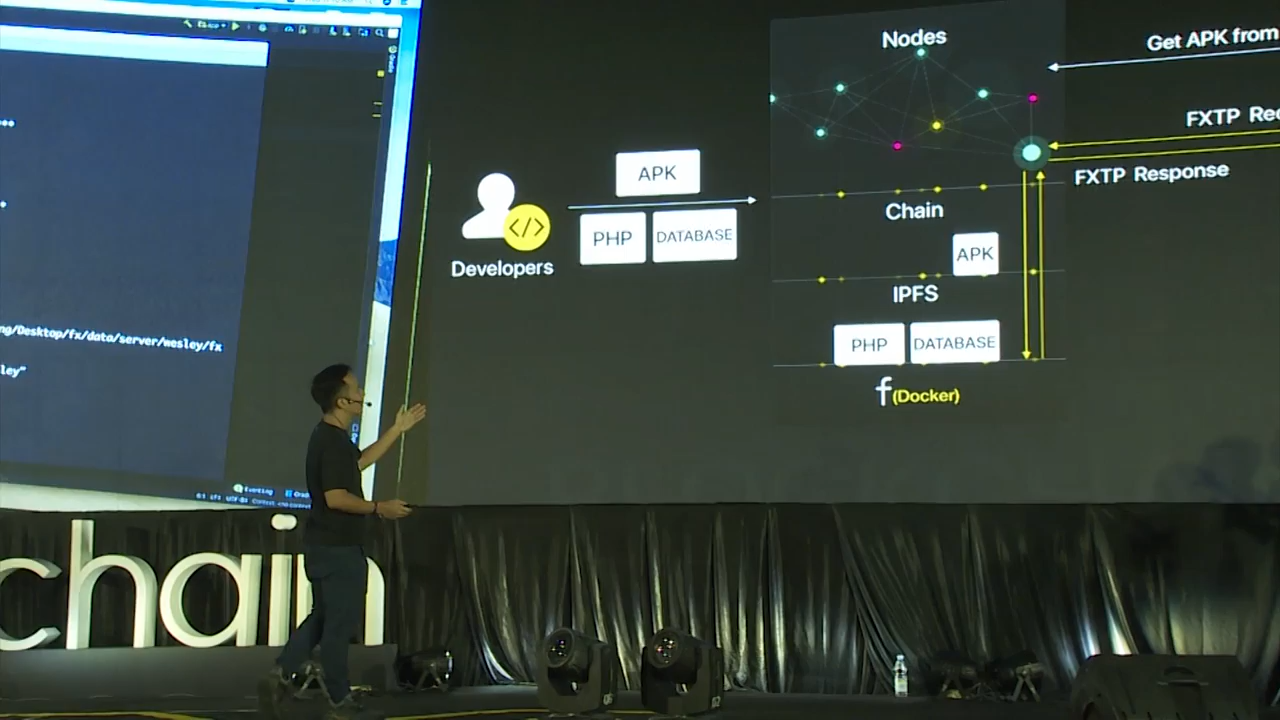 ng/Desktop/fx/data/server/wesley/fx
ley"
Nodes
Get APK from
FXTP
FXTP Response
APK
PHP
DATABASE
Developers
Chain
APK
IPFS
PHP
DATABASE
f(Docker)
chain